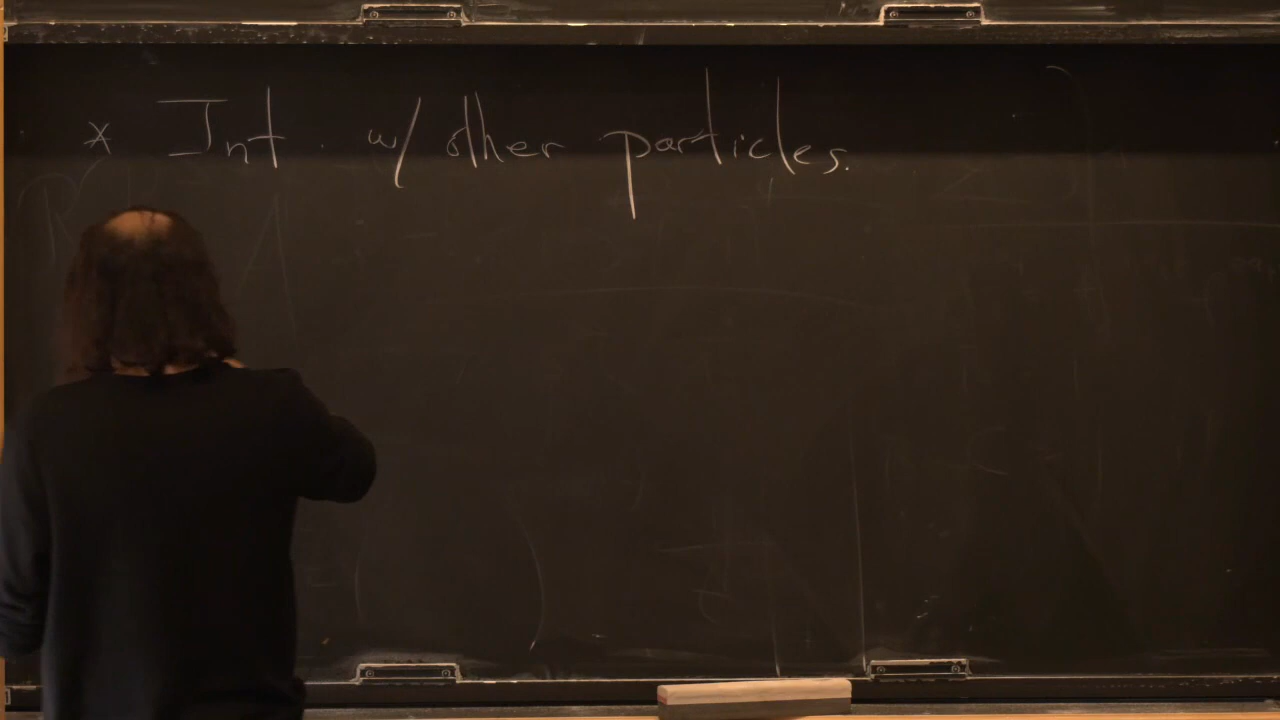 * Int. w/ other particles.